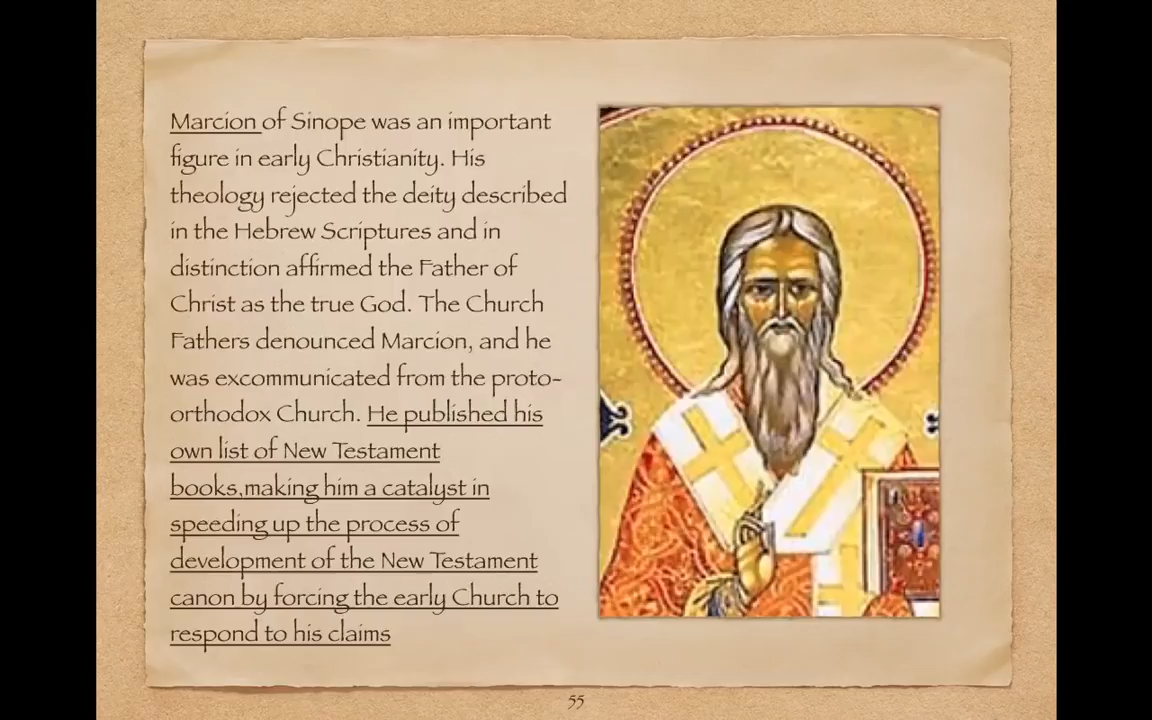 Marcion of Sinope was an important
figure in early Christianity. His
theology rejected the deity described
in the Hebrew Scriptures and in
distinction affirmed the Father of
Christ as the true God. The Church
Fathers denounced Marcion, and he
was excommunicated from the proto-
orthodox Church. He published his
own list of New Testament
books,making him a catalyst in
speeding up the process of
development of the New Testament
canon by forcing the early Church to
respond to his claims
55